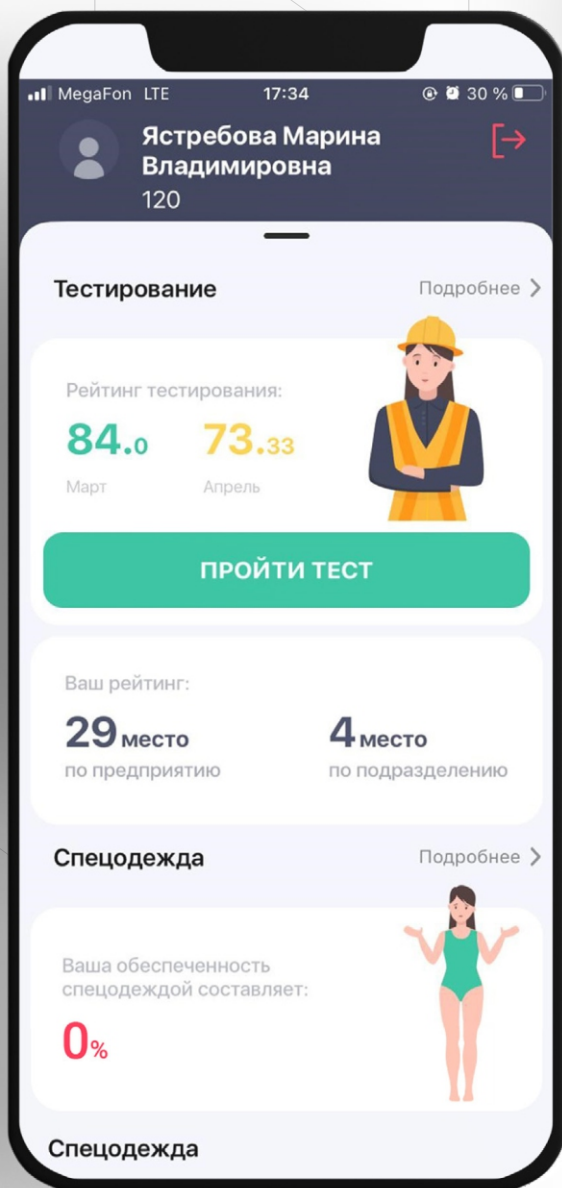 MegaFon LTE 17:34 30 %
Ястребова Марина
Владимировна
120
Тестирование Подробнее
Рейтинг тестирования:
84.0 73.33
Март Апрель
ПРОЙТИ ТЕСТ
Ваш рейтинг:
29 место 4 место
по предприятию по подразделению
Спецодежда Подробнее
Ваша обеспеченность
спецодеждой составляет:
0%
Спецодежда